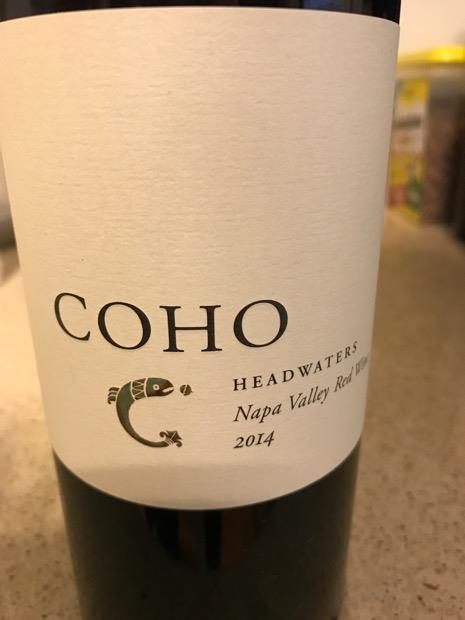 COHO
HEADWATERS
Napa Valley Red Wine
2014